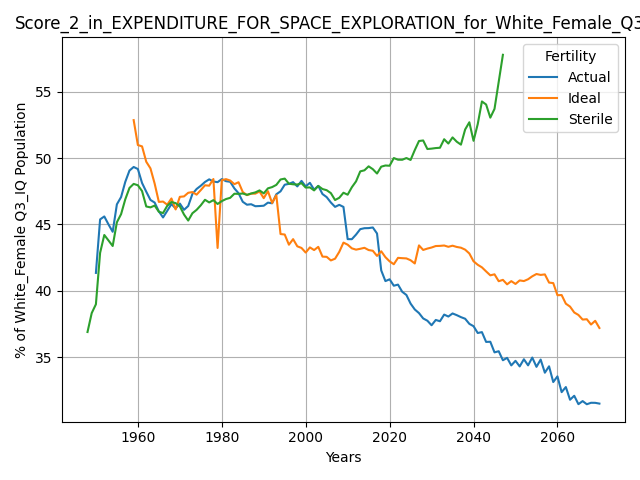 Score_2_in_EXPENDITURE_FOR_SPACE_EXPLORATION_for_White_Female_Q3
Fertility
Actual
Ideal
Sterile
% of White_Female Q3_IQ Population
55
50
45
40
35
1960 1980 2000 2020 2040 2060
Years